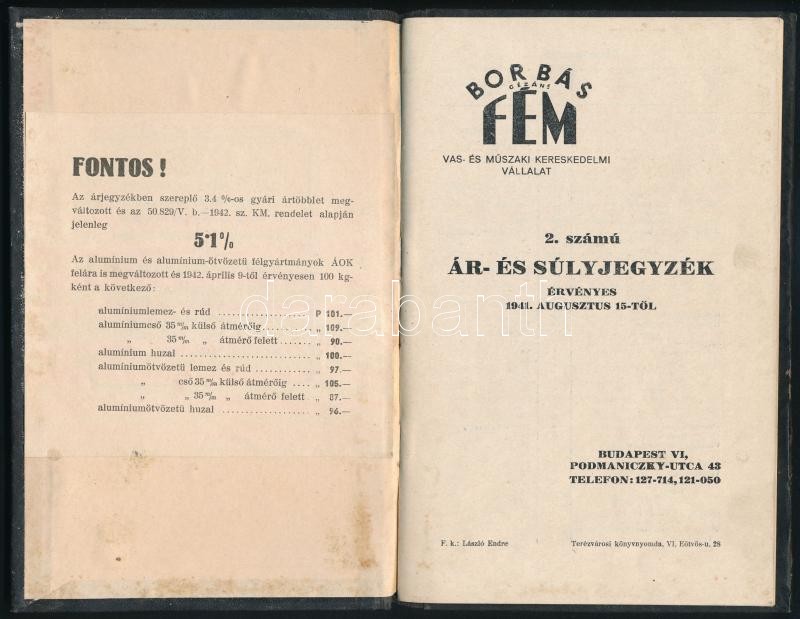 FONTOS!
Az árjegyzékben szereplő 3.4 %-os gyári ártöbblet meg-
változott és az 50.829/V. b.—1942. sz. KM. rendelet alapján
jelenleg
5·1%
Az alumínium és alumínium-ötvözetü félgyártmányok ÁOK
felára is megváltozott és 1942. április 9-től érvényesen 100 kg-
ként a következő:
alumíniumlemez- és rúd ................ P 101.—
alumíniumcső 35 m/m külső átmérőig .... „ 109.—
„ 35 m/m „ átmérő felett .. „ 90.—
alumínium huzal ...................... „ 100.—
alumíniumötvözetü lemez és rúd ........ „ 97.—
„ cső 35 m/m külső átmérőig .... „ 105.—
„ „ 35 m/m „ átmérő felett .. „ 87.—
alumíniumötvözetü huzal ............... „ 96.—
BORBÁS
GÉZÁNÉ
FÉM
VAS- ÉS MŰSZAKI KERESKEDELMI
VÁLLALAT
2. számú
ÁR- ÉS SÚLYJEGYZÉK
ÉRVÉNYES
1941. AUGUSZTUS 15-TŐL
BUDAPEST VI,
PODMANICZKY-UTCA 43
TELEFON: 127-714, 121-050
F. k.: László Endre Terézvárosi könyvnyomda, VI, Eötvös-u. 28
darabanth